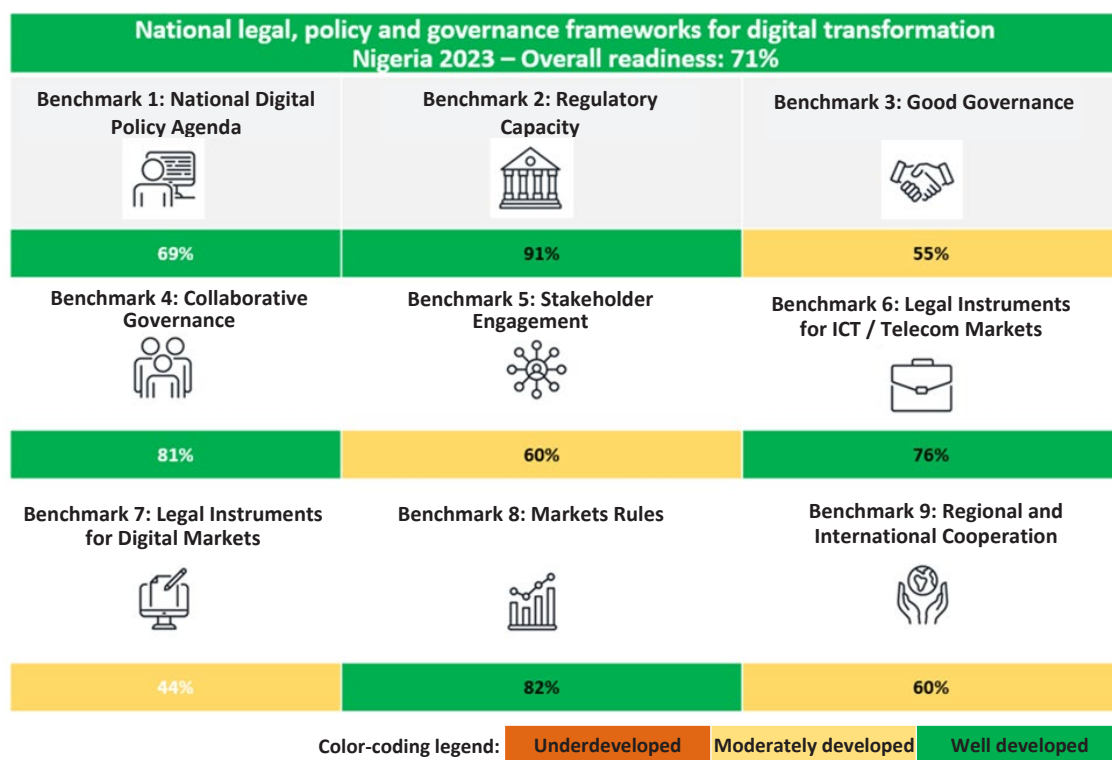 National legal, policy and governance frameworks for digital transformation
Nigeria 2023 – Overall readiness: 71%
Benchmark 1: National Digital
Policy Agenda
Benchmark 2: Regulatory
Capacity
Benchmark 3: Good Governance
69%
91%
55%
Benchmark 4: Collaborative
Governance
Benchmark 5: Stakeholder
Engagement
Benchmark 6: Legal Instruments
for ICT / Telecom Markets
81%
60%
76%
Benchmark 7: Legal Instruments
for Digital Markets
Benchmark 8: Markets Rules
Benchmark 9: Regional and
International Cooperation
44%
82%
60%
Color-coding legend:
Underdeveloped
Moderately developed
Well developed